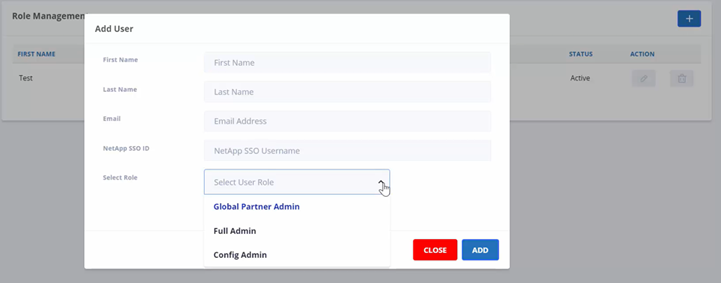 Role Management
Add User
FIRST NAME
STATUS
ACTION
Test
Active
First Name
First Name
Last Name
Last Name
Email
Email Address
NetApp SSO ID
NetApp SSO Username
Select Role
Select User Role
Global Partner Admin
Full Admin
Config Admin
CLOSE
ADD